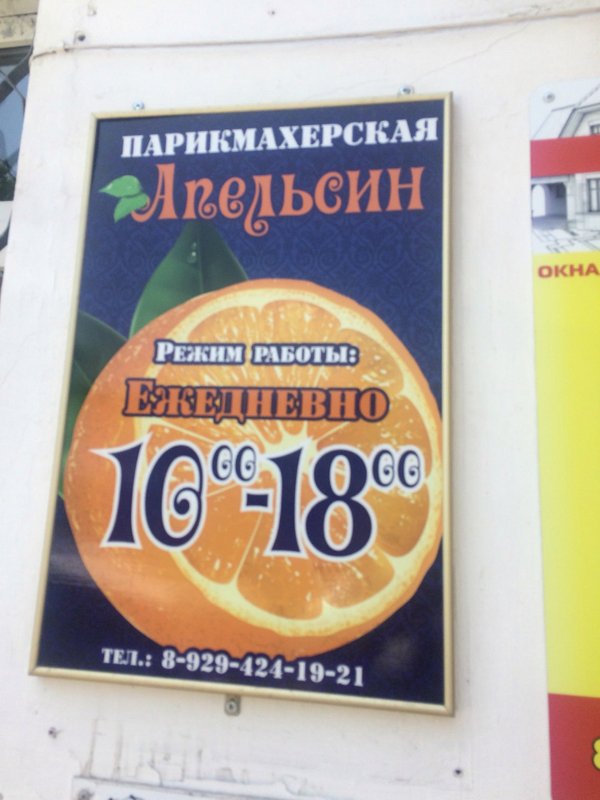 ПАРИКМАХЕРСКАЯ
Апельсин
Режим работы:
Ежедневно
10⁰⁰-18⁰⁰
ТЕЛ.: 8-929-424-19-21
ОКНА